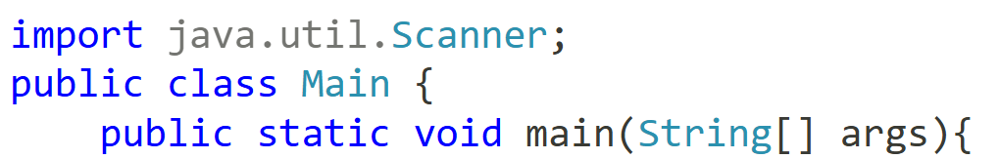 import java.util.Scanner;
public class Main {
    public static void main(String[] args){